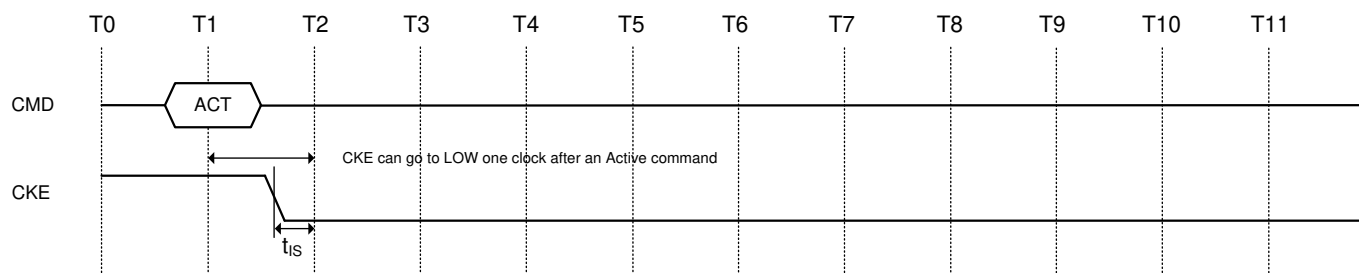 T0 T1 T2 T3 T4 T5 T6 T7 T8 T9 T10 T11
CMD ACT
CKE can go to LOW one clock after an Active command
CKE
tIS